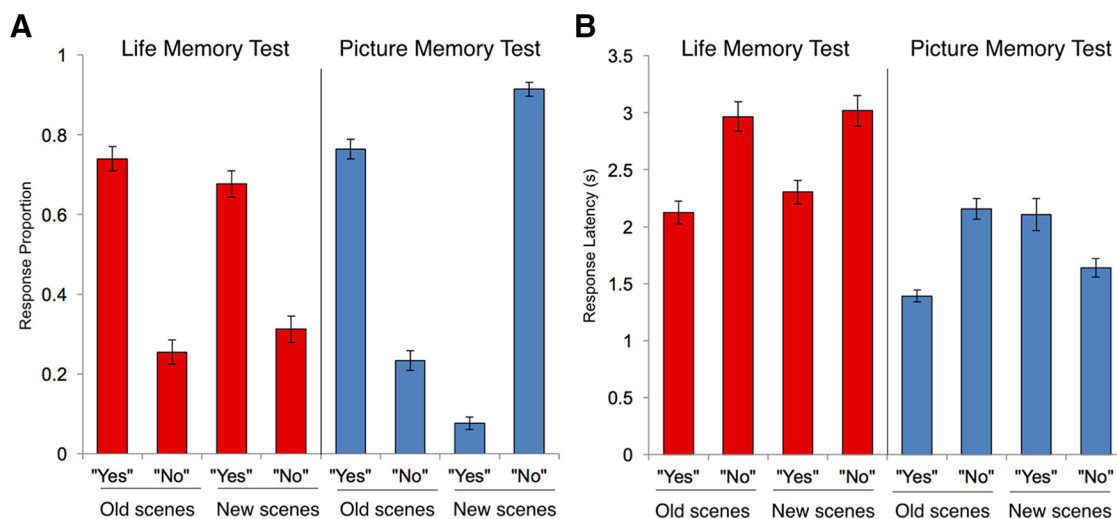 A
Life Memory Test Picture Memory Test
Response Proportion
1
0.8
0.6
0.4
0.2
0
"Yes" "No" "Yes" "No" "Yes" "No" "Yes" "No"
Old scenes New scenes Old scenes New scenes
B
Life Memory Test Picture Memory Test
Response Latency (s)
3.5
3
2.5
2
1.5
1
0.5
0
"Yes" "No" "Yes" "No" "Yes" "No" "Yes" "No"
Old scenes New scenes Old scenes New scenes